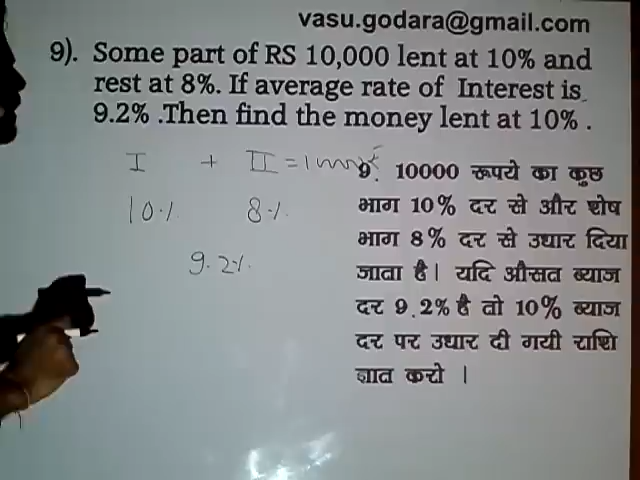 vasu.godara@gmail.com
9). Some part of RS 10,000 lent at 10% and
rest at 8%. If average rate of Interest is
9.2% .Then find the money lent at 10% .
I + II = 1
9. 10000 रूपये का कुछ
10% 8%
भाग 10% दर से और शेष
भाग 8% दर से उधार दिया
9.2%
जाता है। यदि औसत ब्याज
दर 9.2% है तो 10% ब्याज
दर पर उधार दी गयी राशि
ज्ञात करो ।